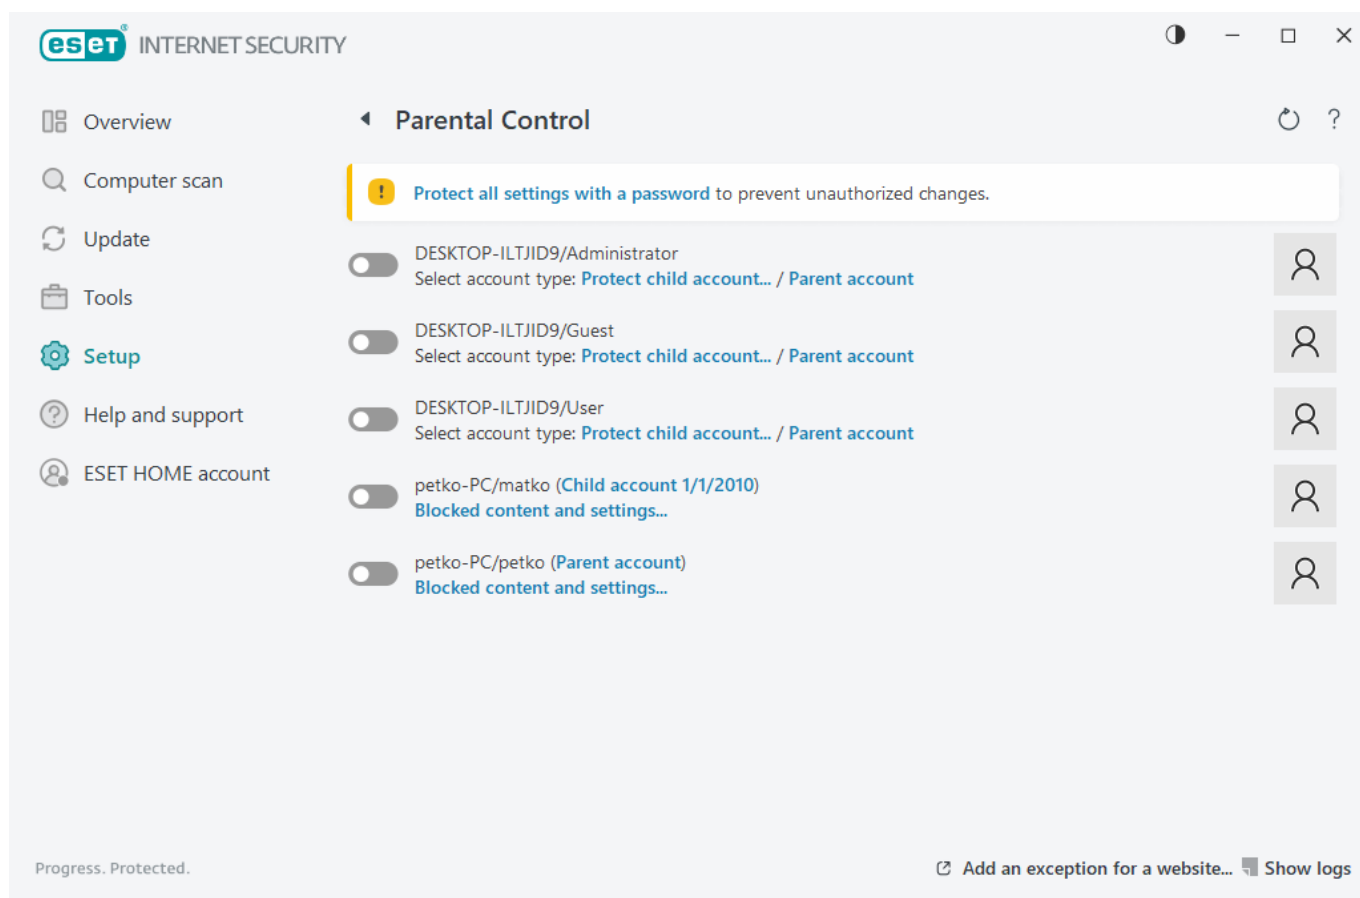 eset® INTERNET SECURITY
Overview
Computer scan
Update
Tools
Setup
Help and support
ESET HOME account
Parental Control
?
Protect all settings with a password to prevent unauthorized changes.
DESKTOP-ILTJID9/Administrator
Select account type: Protect child account... / Parent account
DESKTOP-ILTJID9/Guest
Select account type: Protect child account... / Parent account
DESKTOP-ILTJID9/User
Select account type: Protect child account... / Parent account
petko-PC/matko (Child account 1/1/2010)
Blocked content and settings...
petko-PC/petko (Parent account)
Blocked content and settings...
Progress. Protected.
Add an exception for a website... Show logs